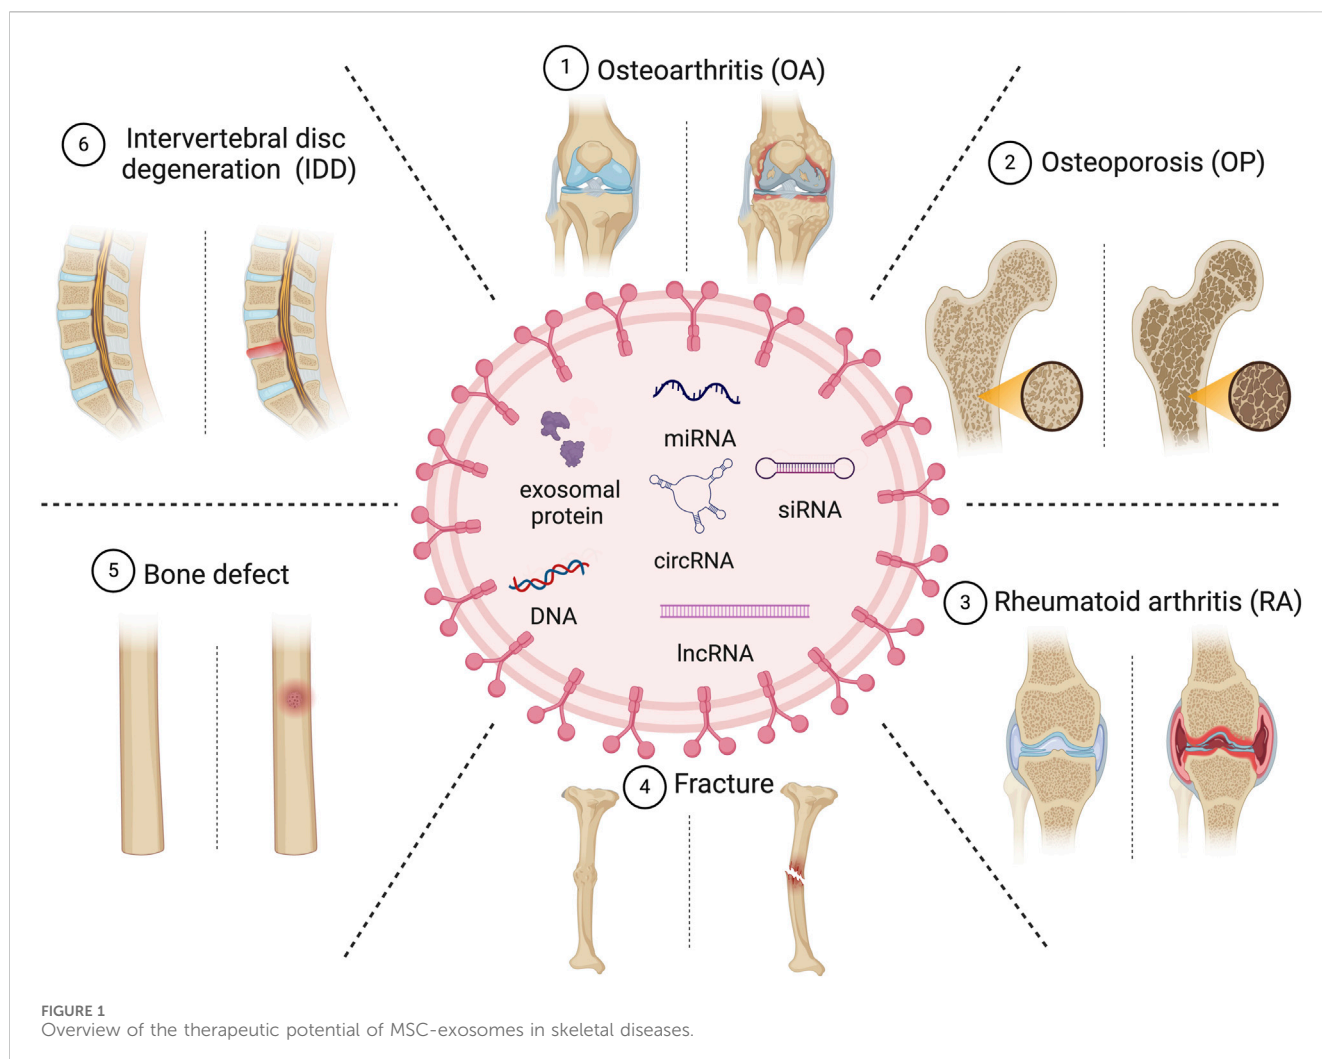 1 Osteoarthritis (OA)
2 Osteoporosis (OP)
3 Rheumatoid arthritis (RA)
4 Fracture
5 Bone defect
6 Intervertebral disc
degeneration (IDD)
miRNA
exosomal
protein
siRNA
circRNA
DNA
lncRNA
FIGURE 1
Overview of the therapeutic potential of MSC-exosomes in skeletal diseases.